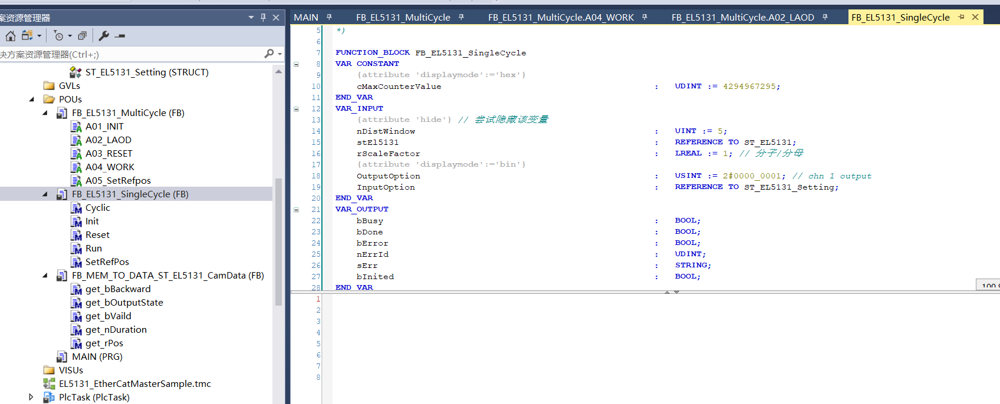 案资源管理器
决方案资源管理器(Ctrl+;)
ST_EL5131_Setting (STRUCT)
GVLs
POUs
FB_EL5131_MultiCycle (FB)
A01_INIT
A02_LAOD
A03_RESET
A04_WORK
A05_SetRefpos
FB_EL5131_SingleCycle (FB)
Cyclic
Init
Reset
Run
SetRefPos
FB_MEM_TO_DATA_ST_EL5131_CamData (FB)
get_bBackward
get_bOutputState
get_bVaild
get_nDuration
get_rPos
MAIN (PRG)
VISUs
EL5131_EtherCatMasterSample.tmc
PlcTask (PlcTask)
MAIN FB_EL5131_MultiCycle FB_EL5131_MultiCycle.A04_WORK FB_EL5131_MultiCycle.A02_LAOD FB_EL5131_SingleCycle
5 *)
6
7 FUNCTION_BLOCK FB_EL5131_SingleCycle
8 VAR CONSTANT
9 {attribute 'displaymode':='hex'}
10 cMaxCounterValue : UDINT := 4294967295;
11 END_VAR
12 VAR_INPUT
13 {attribute 'hide'} // 尝试隐藏该变量
14 nDistWindow : UINT := 5;
15 stEl5131 : REFERENCE TO ST_EL5131;
16 rScaleFactor : LREAL := 1; // 分子/分母
17 {attribute 'displaymode':='bin'}
18 OutputOption : USINT := 2#0000_0001; // chn 1 output
19 InputOption : REFERENCE TO ST_EL5131_Setting;
20 END_VAR
21 VAR_OUTPUT
22 bBusy : BOOL;
23 bDone : BOOL;
24 bError : BOOL;
25 nErrId : UDINT;
26 sErr : STRING;
27 bInited : BOOL;
28 END_VAR
100 %
1
2
3
4
5
6
7
8